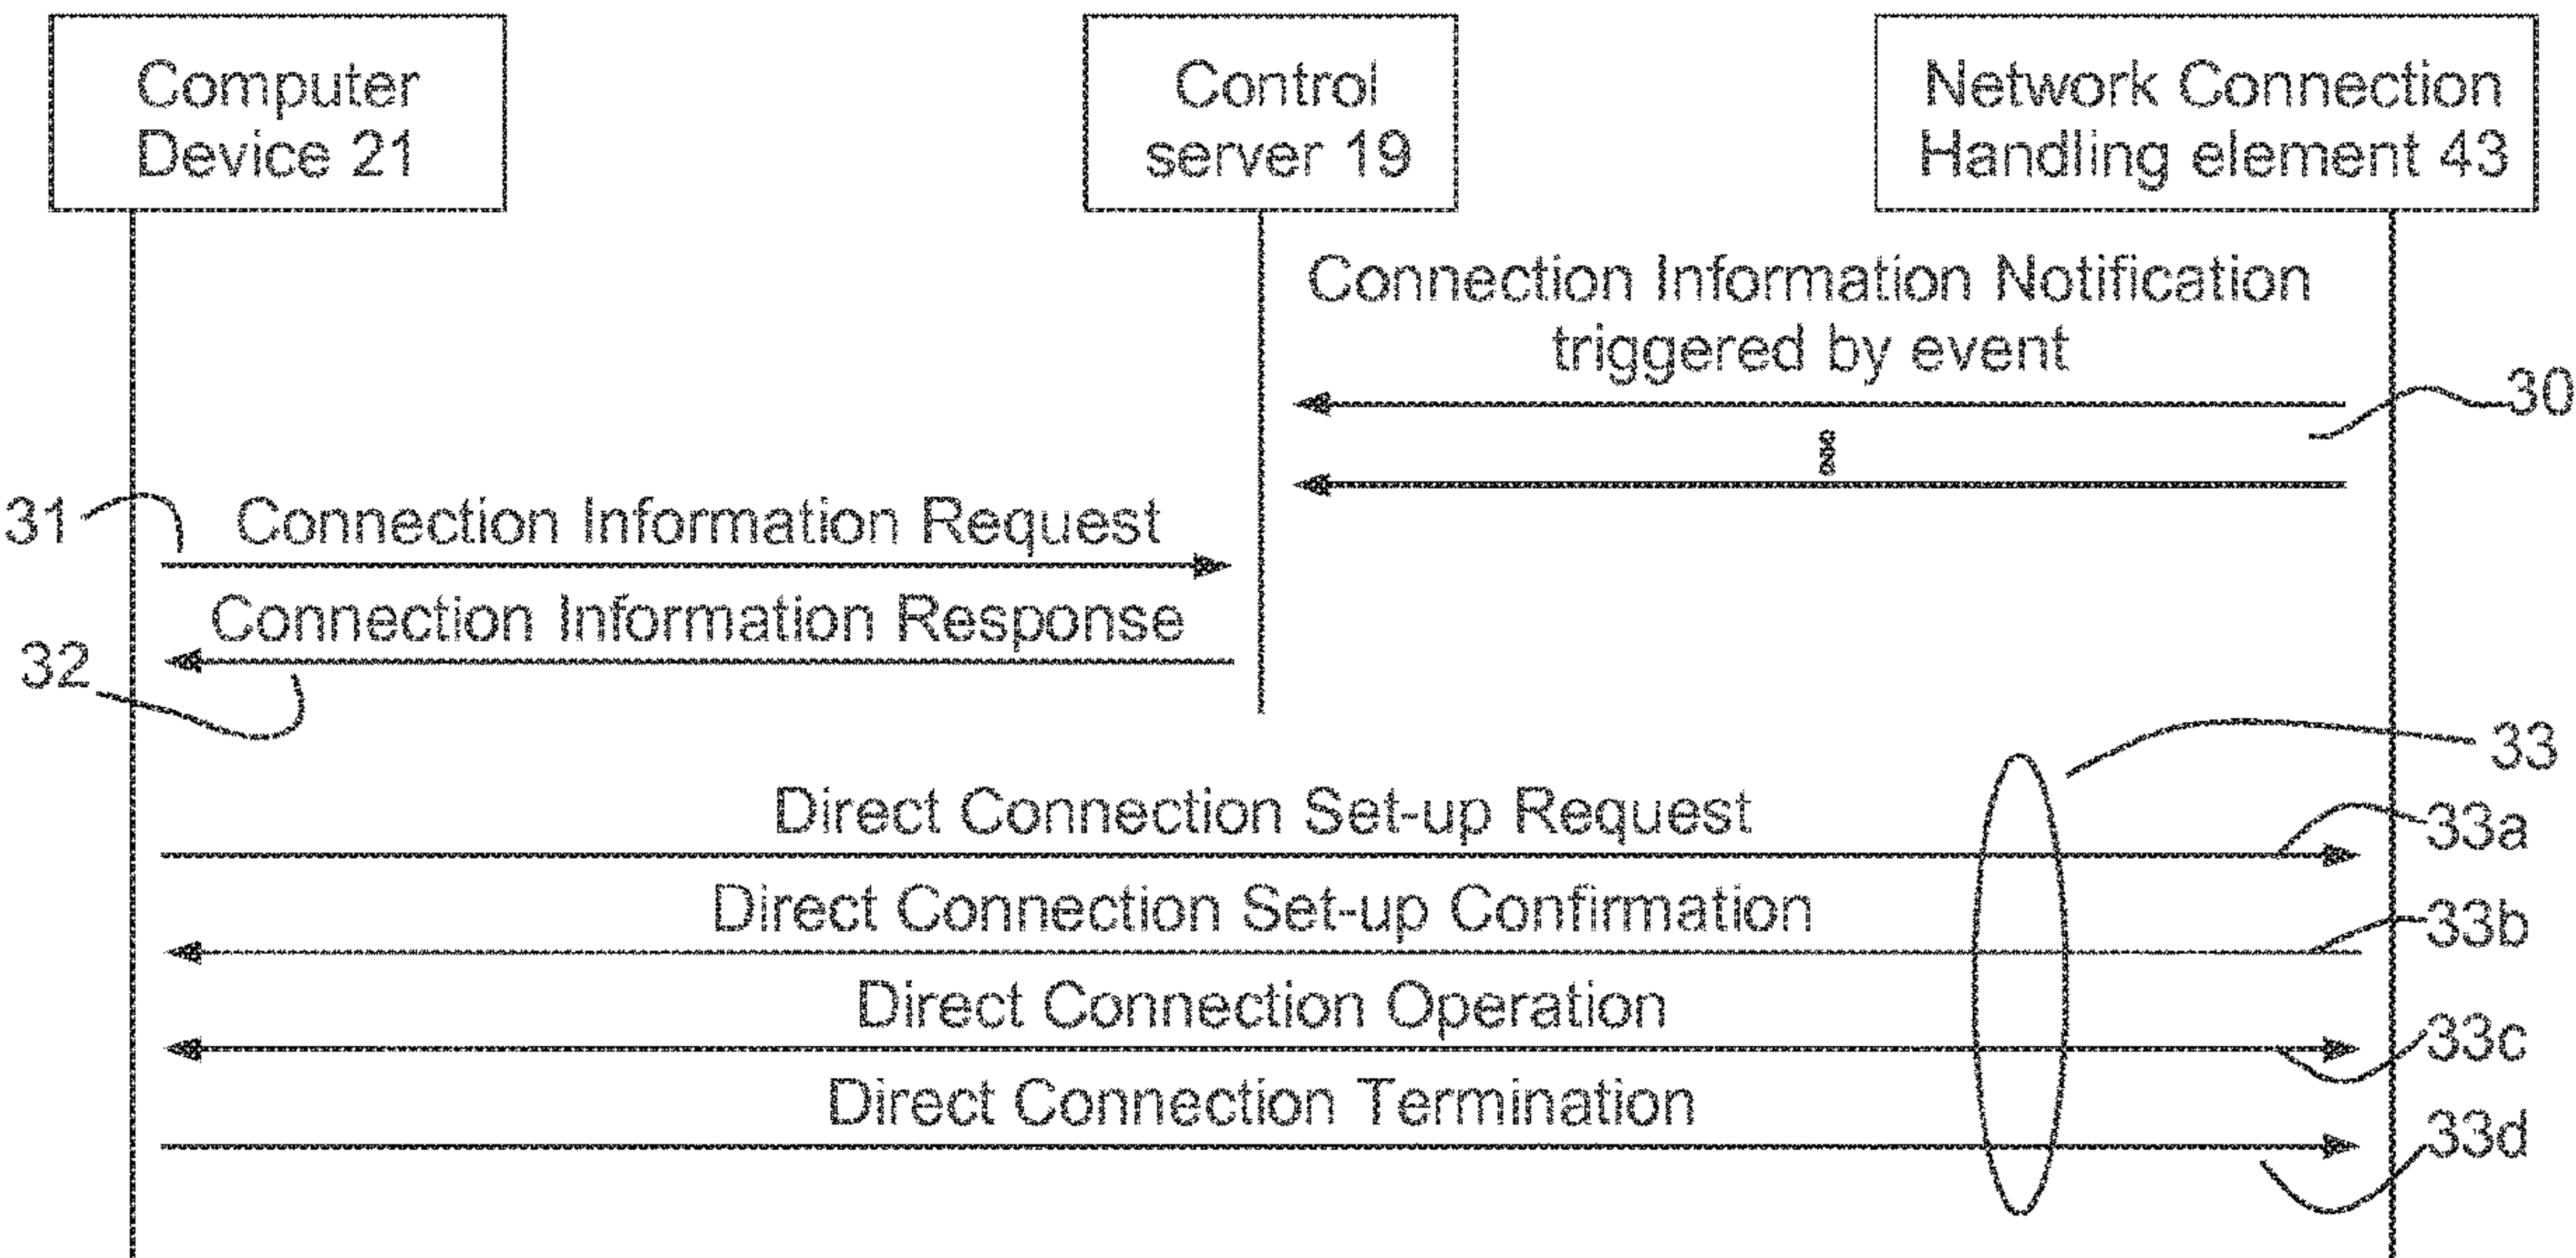 Computer
Device 21
Control
server 19
Network Connection
Handling element 43
Connection Information Notification
triggered by event
30
31
Connection Information Request
Connection Information Response
32
33
Direct Connection Set-up Request
33a
Direct Connection Set-up Confirmation
33b
Direct Connection Operation
33c
Direct Connection Termination
33d